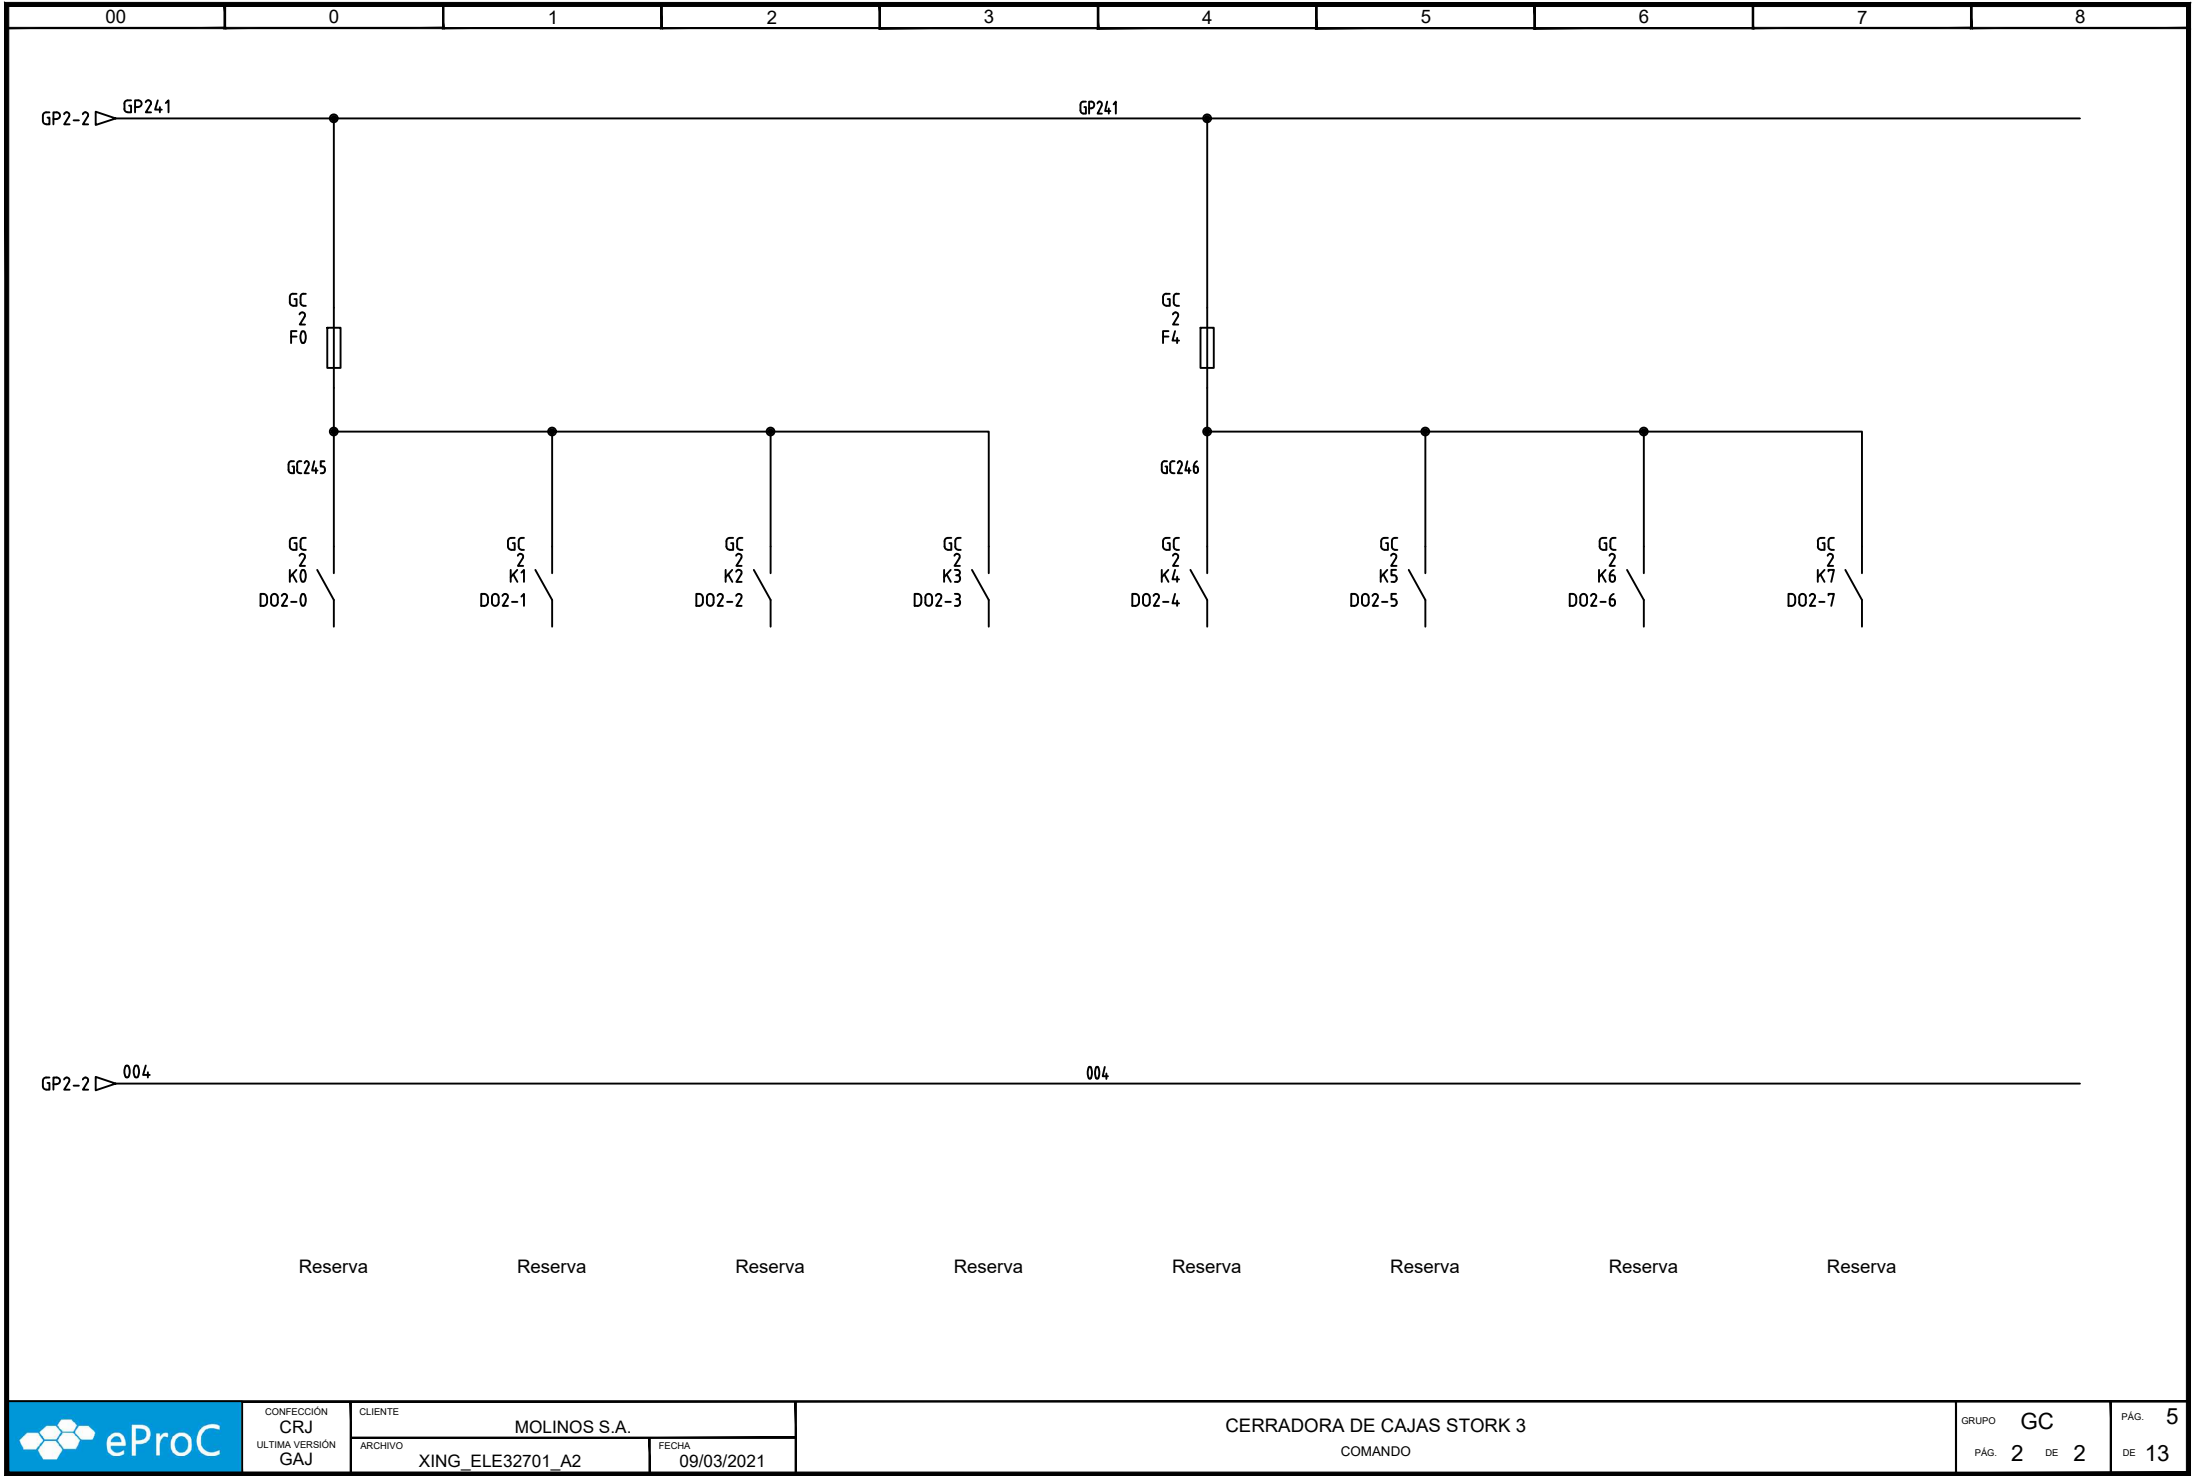 00 0 1 2 3 4 5 6 7 8
GP2-2 GP241 GP241
GC GC
2 2
F0 F4
GC245 GC246
GC GC GC GC GC GC GC GC
2 2 2 2 2 2 2 2
K0 K1 K2 K3 K4 K5 K6 K7
DO2-0 DO2-1 DO2-2 DO2-3 DO2-4 DO2-5 DO2-6 DO2-7
GP2-2 004 004
Reserva Reserva Reserva Reserva Reserva Reserva Reserva Reserva
eProC
CONFECCIÓN
CRJ
ULTIMA VERSIÓN
GAJ
CLIENTE
MOLINOS S.A.
ARCHIVO
XING_ELE32701_A2
FECHA
09/03/2021
CERRADORA DE CAJAS STORK 3
COMANDO
GRUPO GC
PÁG. 2 DE 2
PÁG. 5
DE 13